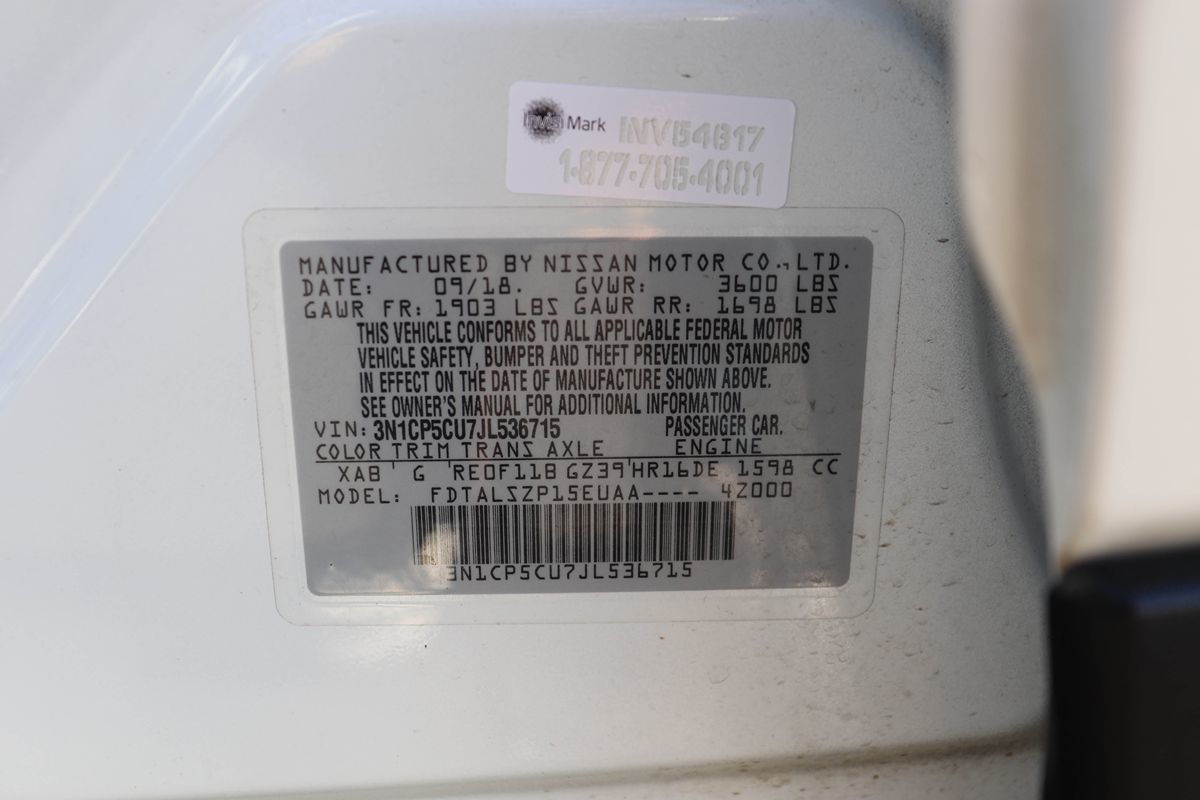 Invisi Mark INV54617
1-877-705-4001
MANUFACTURED BY NISSAN MOTOR CO., LTD.
DATE: 09/18. GVWR: 3600 LBS
GAWR FR: 1903 LBS GAWR RR: 1698 LBS
THIS VEHICLE CONFORMS TO ALL APPLICABLE FEDERAL MOTOR
VEHICLE SAFETY, BUMPER AND THEFT PREVENTION STANDARDS
IN EFFECT ON THE DATE OF MANUFACTURE SHOWN ABOVE.
SEE OWNER'S MANUAL FOR ADDITIONAL INFORMATION.
VIN: 3N1CP5CU7JL536715 PASSENGER CAR.
COLOR TRIM TRANS AXLE ENGINE
XAB G RE0F11B GZ39 HR16DE 1598 CC
MODEL: FDTALSZP15EUAA---- 4Z000
3N1CP5CU7JL536715